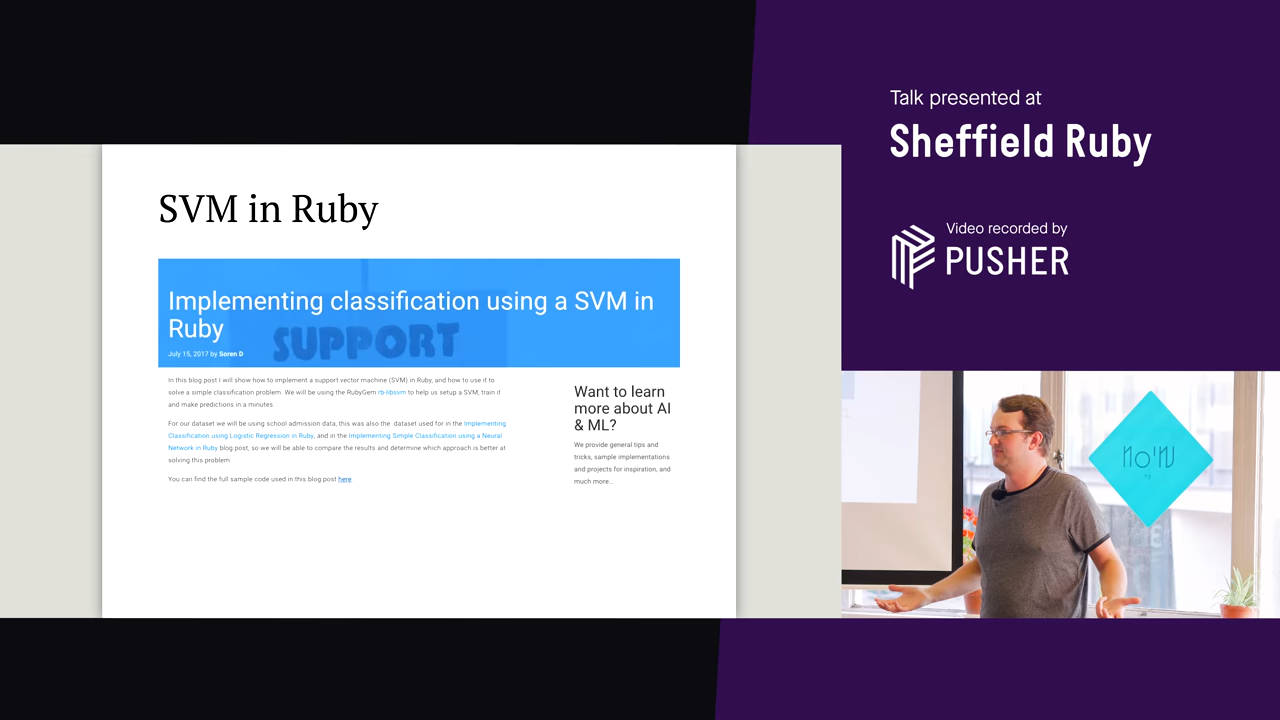 Talk presented at
Sheffield Ruby
Video recorded by
PUSHER
SVM in Ruby
Implementing classification using a SVM in
Ruby
SUPPORT
July 15, 2017 by Soren D
In this blog post I will show how to implement a support vector machine (SVM) in Ruby, and how to use it to
solve a simple classification problem. We will be using the RubyGem rb-libsvm to help us setup a SVM, train it
and make predictions in a minutes.
For our dataset we will be using school admission data, this was also the dataset used for in the Implementing
Classification using Logistic Regression in Ruby, and in the Implementing Simple Classification using a Neural
Network in Ruby blog post, so we will be able to compare the results and determine which approach is better at
solving this problem.
You can find the full sample code used in this blog post here.
Want to learn
more about AI
& ML?
We provide general tips and
tricks, sample implementations
and projects for inspiration, and
much more...